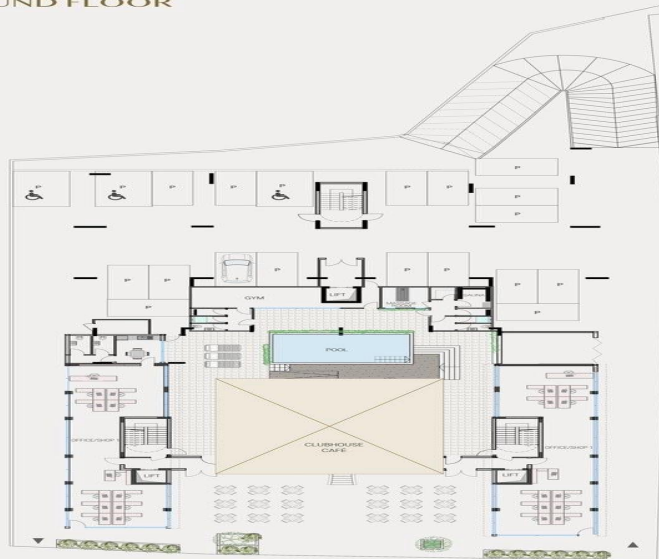 UND FLOOR
P
P P P P P P P
P
P
P P P
P P P P
GYM
LIFT
P
P
POOL
CLUBHOUSE
CAFÉ
OFFICE/SHOP
OFFICE/SHOP
LIFT
LIFT